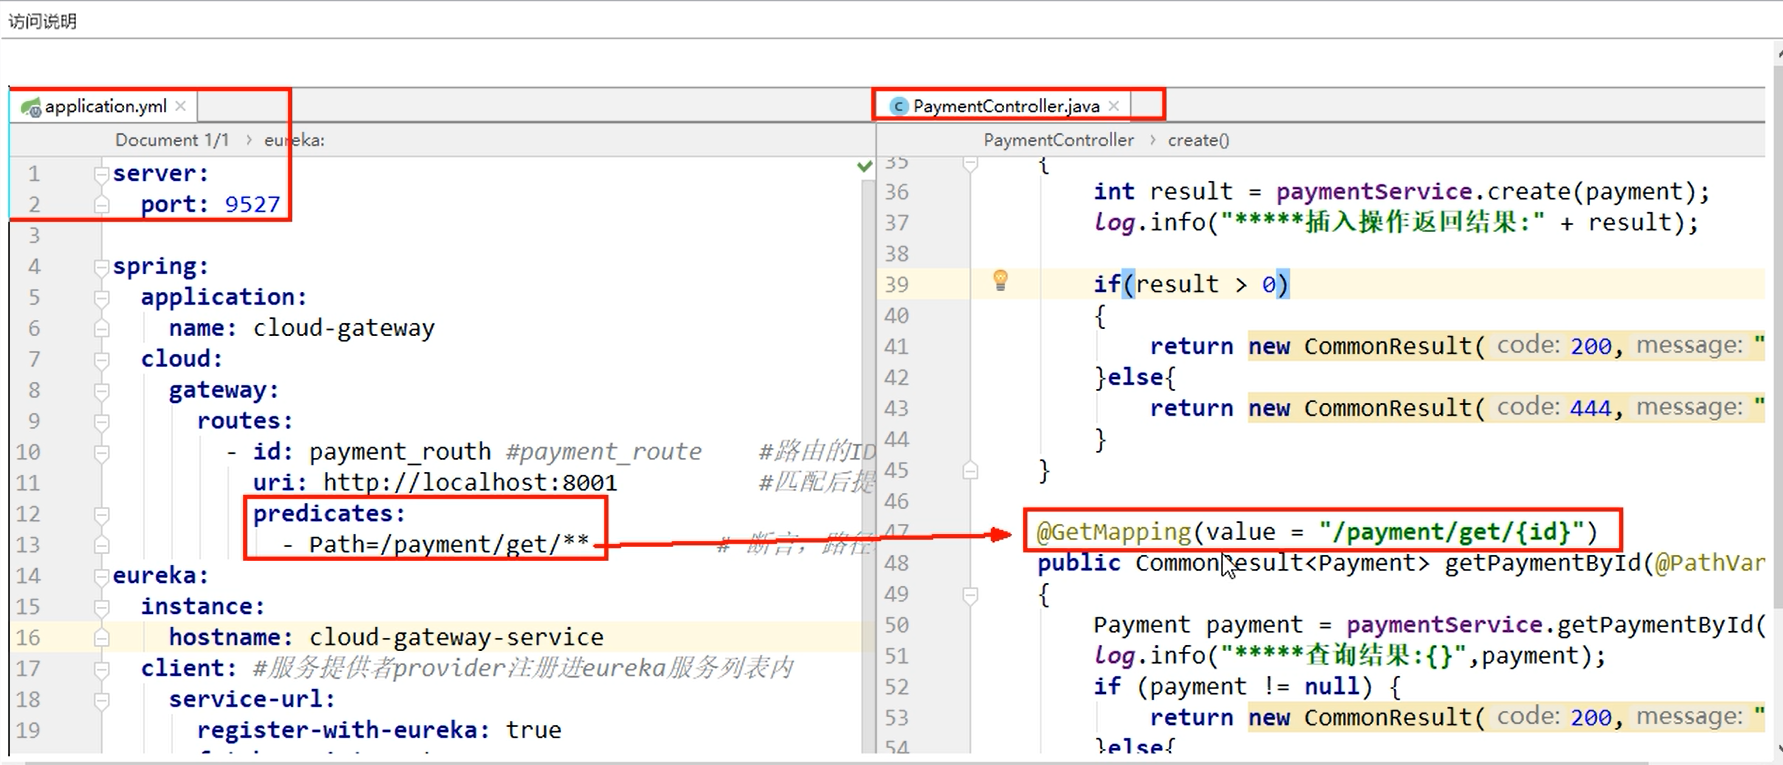 访问说明
application.yml
Document 1/1 › eureka:
1 server:
2 port: 9527
3
4 spring:
5 application:
6 name: cloud-gateway
7 cloud:
8 gateway:
9 routes:
10 - id: payment_routh #payment_route #路由的ID
11 uri: http://localhost:8001 #匹配后提
12 predicates:
13 - Path=/payment/get/** # 断言，路径
14 eureka:
15 instance:
16 hostname: cloud-gateway-service
17 client: #服务提供者provider注册进eureka服务列表内
18 service-url:
19 register-with-eureka: true
PaymentController.java
PaymentController › create()
35 {
36 int result = paymentService.create(payment);
37 log.info("*****插入操作返回结果:" + result);
38
39 if(result > 0)
40 {
41 return new CommonResult( code: 200, message: "
42 }else{
43 return new CommonResult( code: 444, message: "
44 }
45 }
46
47 @GetMapping(value = "/payment/get/{id}")
48 public CommonResult<Payment> getPaymentById(@PathVar
49 {
50 Payment payment = paymentService.getPaymentById(
51 log.info("*****查询结果:{}",payment);
52 if (payment != null) {
53 return new CommonResult( code: 200, message: "
54 }else{